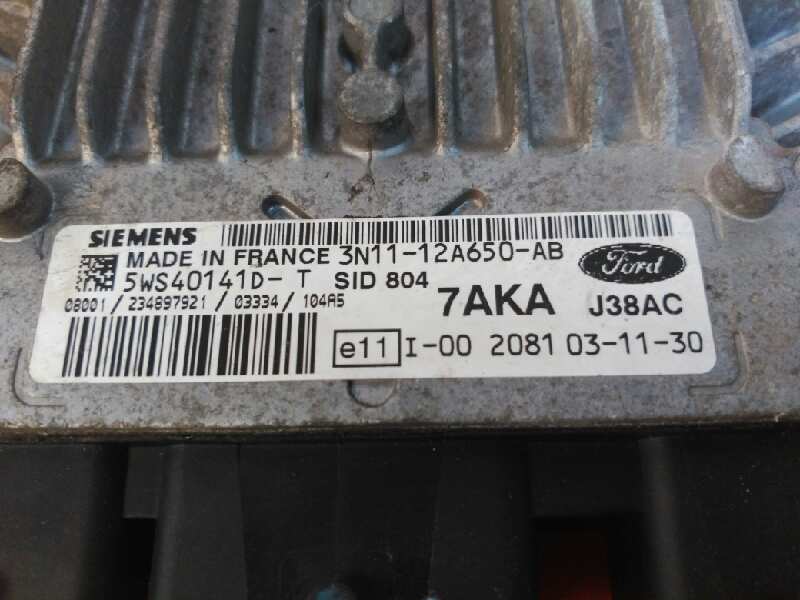 SIEMENS
MADE IN FRANCE 3N11-12A650-AB
5WS40141D- T SID 804
Ford
08001 / 234897921 / 03334 / 104A5
7AKA J38AC
e11 I-00 2081 03-11-30